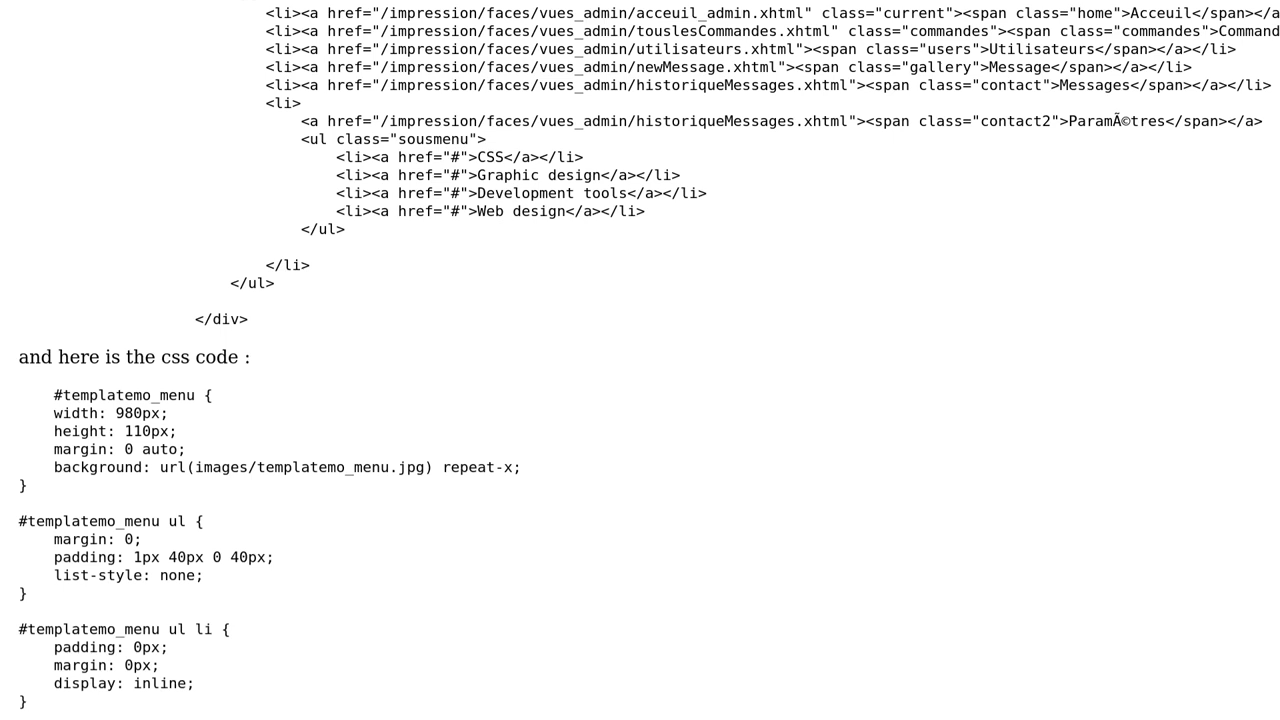 <li><a href="/impression/faces/vues_admin/acceuil_admin.xhtml" class="current"><span class="home">Acceuil</span></a
<li><a href="/impression/faces/vues_admin/touslesCommandes.xhtml" class="commandes"><span class="commandes">Command
<li><a href="/impression/faces/vues_admin/utilisateurs.xhtml"><span class="users">Utilisateurs</span></a></li>
<li><a href="/impression/faces/vues_admin/newMessage.xhtml"><span class="gallery">Message</span></a></li>
<li><a href="/impression/faces/vues_admin/historiqueMessages.xhtml"><span class="contact">Messages</span></a></li>
<li>
<a href="/impression/faces/vues_admin/historiqueMessages.xhtml"><span class="contact2">ParamÃ©tres</span></a>
<ul class="sousmenu">
<li><a href="#">CSS</a></li>
<li><a href="#">Graphic design</a></li>
<li><a href="#">Development tools</a></li>
<li><a href="#">Web design</a></li>
</ul>
</li>
</ul>
</div>
and here is the css code :
#templatemo_menu {
width: 980px;
height: 110px;
margin: 0 auto;
background: url(images/templatemo_menu.jpg) repeat-x;
}
#templatemo_menu ul {
margin: 0;
padding: 1px 40px 0 40px;
list-style: none;
}
#templatemo_menu ul li {
padding: 0px;
margin: 0px;
display: inline;
}